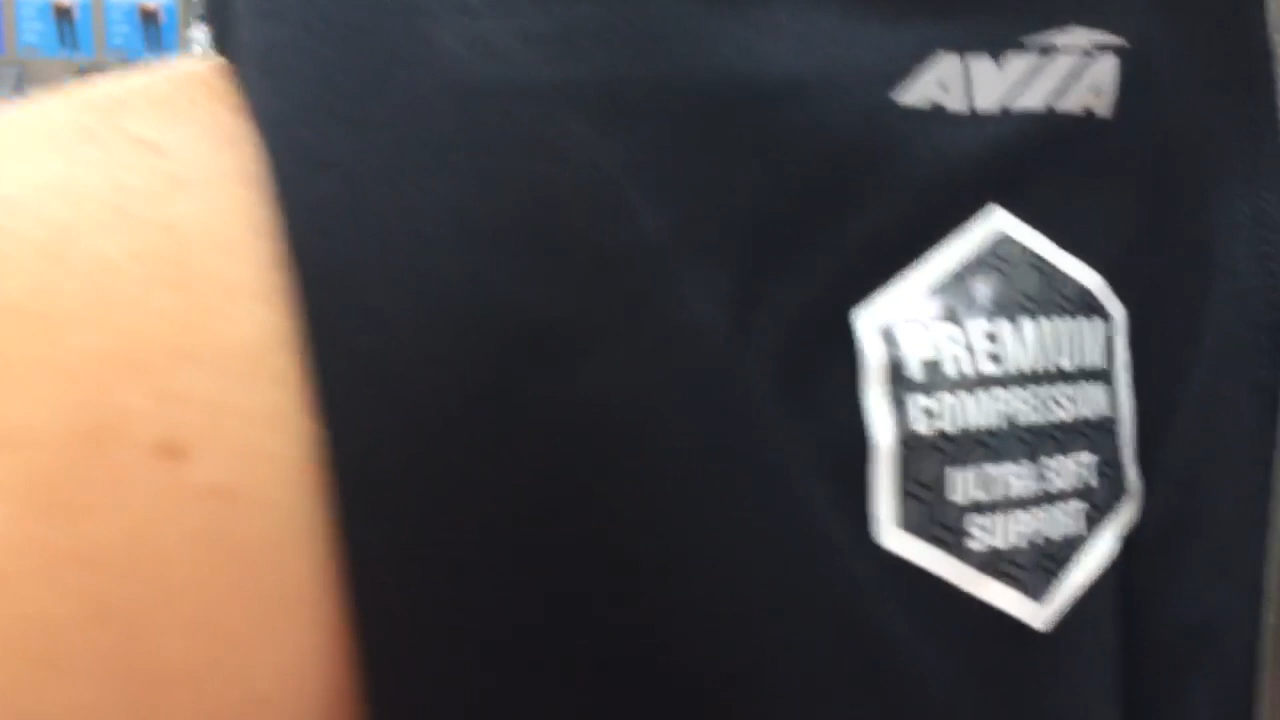 AVIA
PREMIUM
COMPRESSION
ULTRA SOFT
SUPPORT